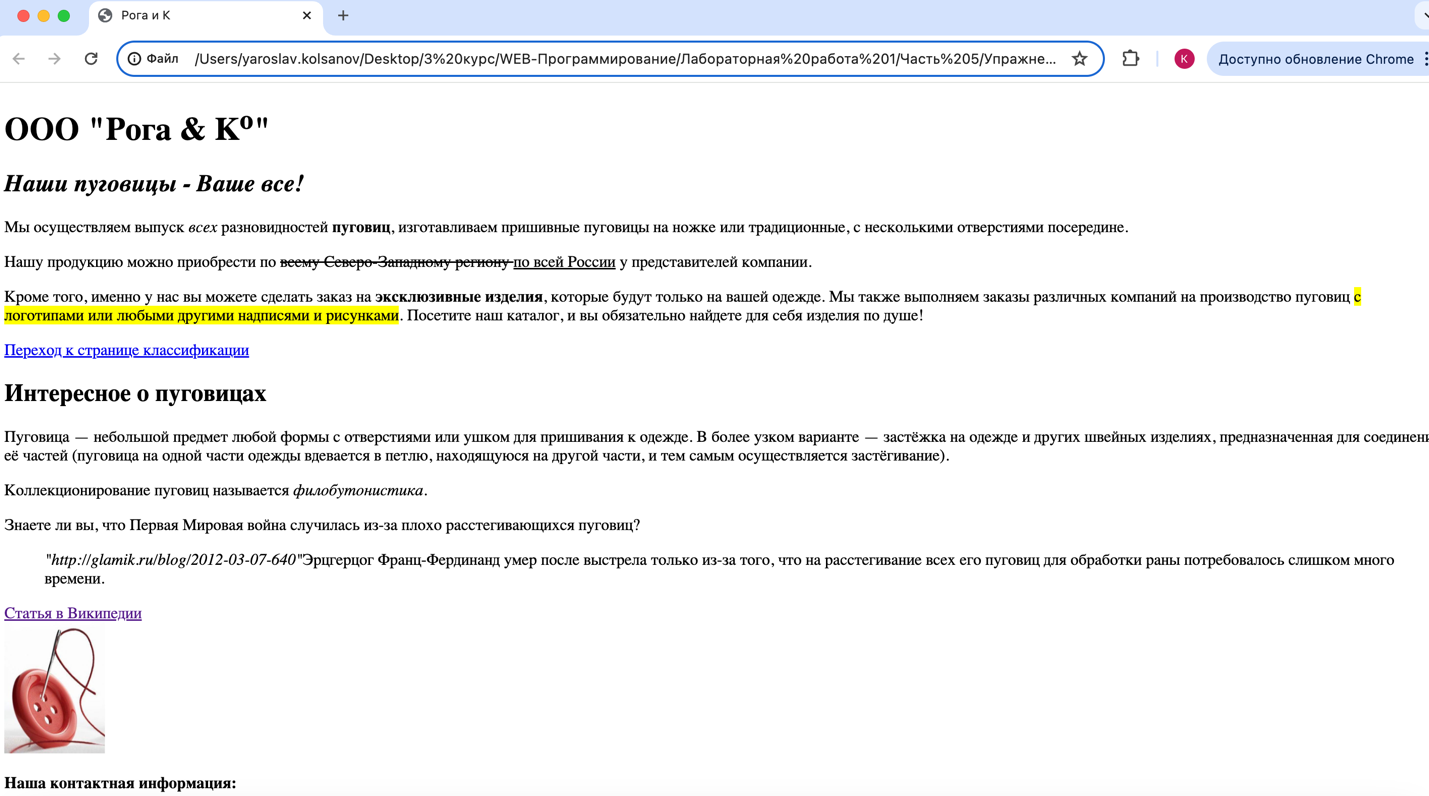 Рога и К
Файл /Users/yaroslav.kolsanov/Desktop/3%20курс/WEB-Программирование/Лабораторная%20работа%201/Часть%205/Упражне...
К
Доступно обновление Chrome
ООО "Рога & Kº"
Наши пуговицы - Ваше все!
Мы осуществляем выпуск всех разновидностей пуговиц, изготавливаем пришивные пуговицы на ножке или традиционные, с несколькими отверстиями посередине.
Нашу продукцию можно приобрести по всему Северо-Западному региону по всей России у представителей компании.
Кроме того, именно у нас вы можете сделать заказ на эксклюзивные изделия, которые будут только на вашей одежде. Мы также выполняем заказы различных компаний на производство пуговиц с
логотипами или любыми другими надписями и рисунками. Посетите наш каталог, и вы обязательно найдете для себя изделия по душе!
Переход к странице классификации
Интересное о пуговицах
Пуговица — небольшой предмет любой формы с отверстиями или ушком для пришивания к одежде. В более узком варианте — застёжка на одежде и других швейных изделиях, предназначенная для соединени
её частей (пуговица на одной части одежды вдевается в петлю, находящуюся на другой части, и тем самым осуществляется застёгивание).
Коллекционирование пуговиц называется филобутонистика.
Знаете ли вы, что Первая Мировая война случилась из-за плохо расстегивающихся пуговиц?
"http://glamik.ru/blog/2012-03-07-640"Эрцгерцог Франц-Фердинанд умер после выстрела только из-за того, что на расстегивание всех его пуговиц для обработки раны потребовалось слишком много
времени.
Статья в Википедии
Наша контактная информация: